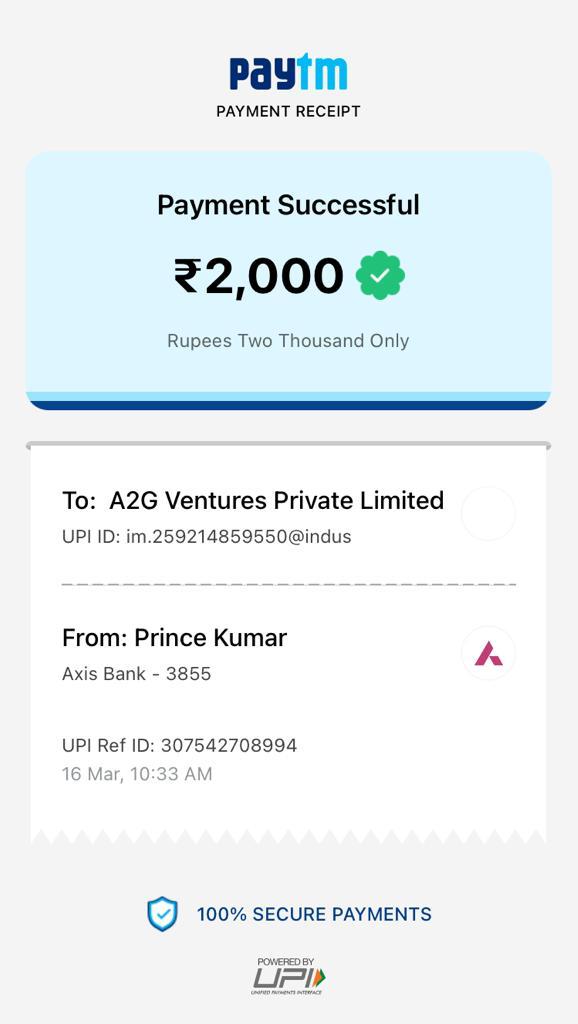 paytm
PAYMENT RECEIPT
Payment Successful
₹2,000
Rupees Two Thousand Only
To: A2G Ventures Private Limited
UPI ID: im.259214859550@indus
From: Prince Kumar
Axis Bank - 3855
UPI Ref ID: 307542708994
16 Mar, 10:33 AM
100% SECURE PAYMENTS
POWERED BY
UPI
UNIFIED PAYMENTS INTERFACE